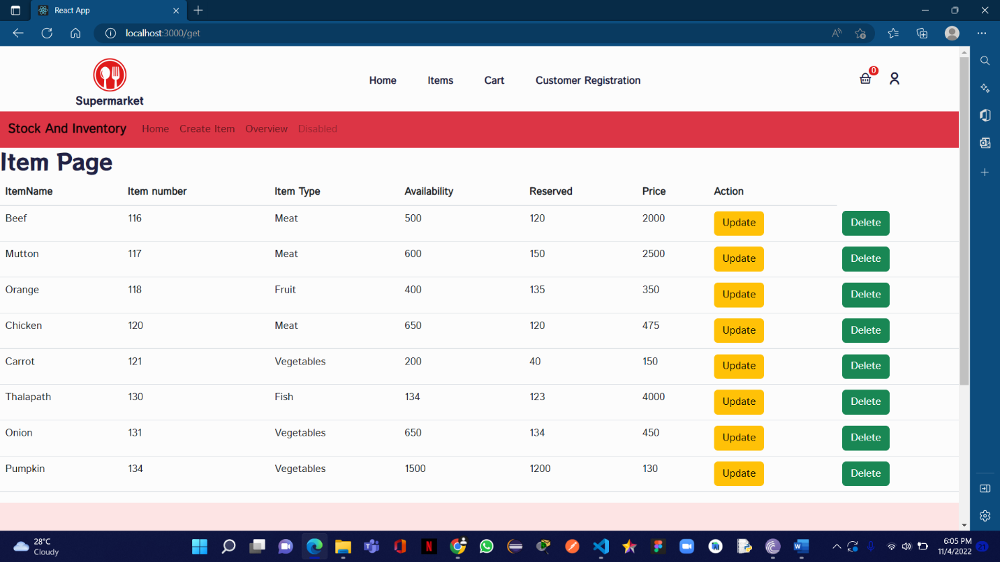 React App
localhost:3000/get
Home Items Cart Customer Registration 0
Supermarket
Stock And Inventory Home Create Item Overview Disabled
Item Page
ItemName Item number Item Type Availability Reserved Price Action
Beef 116 Meat 500 120 2000 Update Delete
Mutton 117 Meat 600 150 2500 Update Delete
Orange 118 Fruit 400 135 350 Update Delete
Chicken 120 Meat 650 120 475 Update Delete
Carrot 121 Vegetables 200 40 150 Update Delete
Thalapath 130 Fish 134 123 4000 Update Delete
Onion 131 Vegetables 650 134 450 Update Delete
Pumpkin 134 Vegetables 1500 1200 130 Update Delete
28°C
Cloudy
6:05 PM
11/4/2022
21